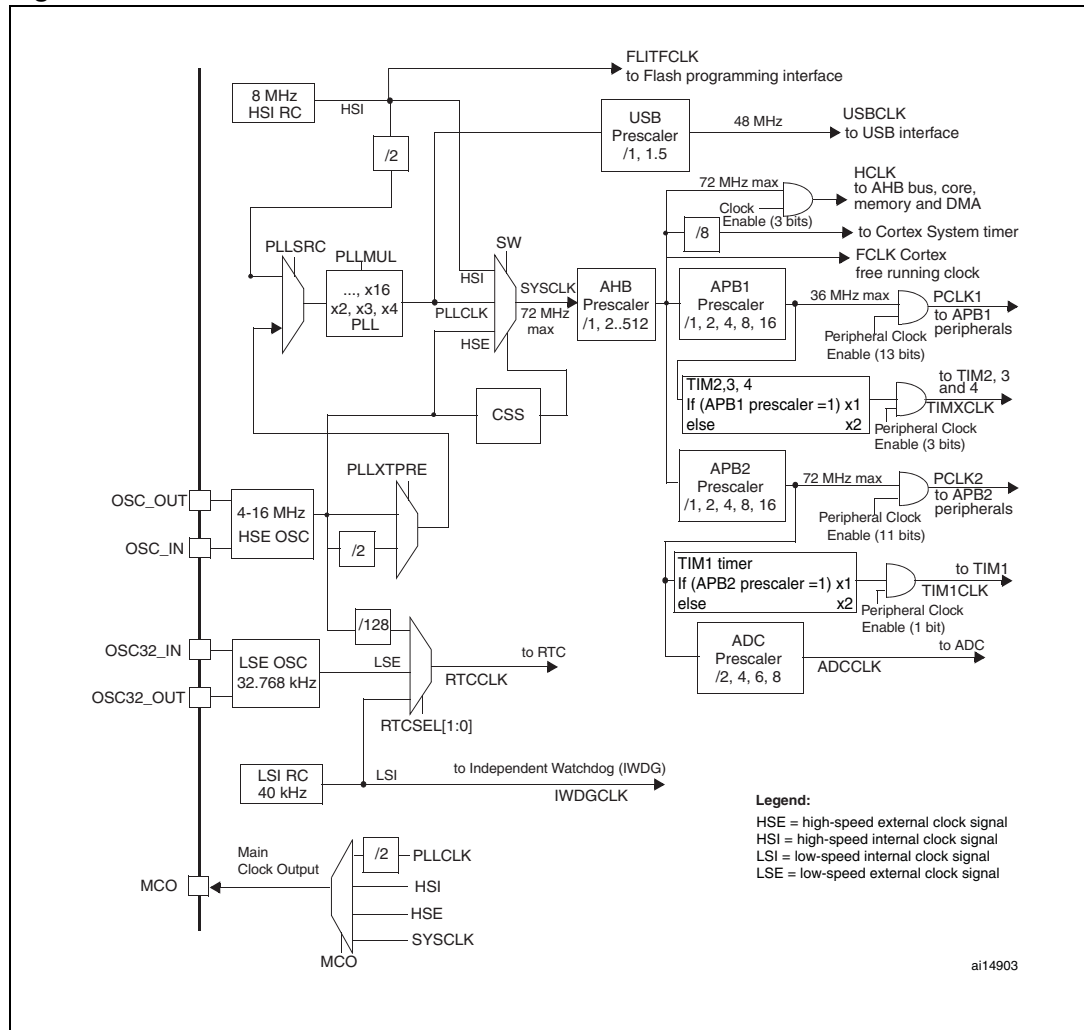 FLITFCLK
to Flash programming interface
8 MHz
HSI RC
HSI
/2
USB
Prescaler
/1, 1.5
48 MHz
USBCLK
to USB interface
72 MHz max
Clock
Enable (3 bits)
HCLK
to AHB bus, core,
memory and DMA
/8
to Cortex System timer
FCLK Cortex
free running clock
PLLSRC
PLLMUL
..., x16
x2, x3, x4
PLL
SW
HSI
PLLCLK
HSE
SYSCLK
72 MHz
max
AHB
Prescaler
/1, 2..512
APB1
Prescaler
/1, 2, 4, 8, 16
36 MHz max
PCLK1
to APB1
peripherals
Peripheral Clock
Enable (13 bits)
TIM2,3, 4
If (APB1 prescaler =1) x1
else x2
to TIM2, 3
and 4
TIMXCLK
Peripheral Clock
Enable (3 bits)
CSS
PLLXTPRE
OSC_OUT
OSC_IN
4-16 MHz
HSE OSC
/2
APB2
Prescaler
/1, 2, 4, 8, 16
72 MHz max
PCLK2
to APB2
peripherals
Peripheral Clock
Enable (11 bits)
TIM1 timer
If (APB2 prescaler =1) x1
else x2
to TIM1
TIM1CLK
Peripheral Clock
Enable (1 bit)
/128
OSC32_IN
OSC32_OUT
LSE OSC
32.768 kHz
LSE
to RTC
RTCCLK
RTCSEL[1:0]
ADC
Prescaler
/2, 4, 6, 8
to ADC
ADCCLK
LSI RC
40 kHz
LSI
to Independent Watchdog (IWDG)
IWDGCLK
Legend:
HSE = high-speed external clock signal
HSI = high-speed internal clock signal
LSI = low-speed internal clock signal
LSE = low-speed external clock signal
MCO
Main
Clock Output
/2
PLLCLK
HSI
HSE
SYSCLK
MCO
ai14903